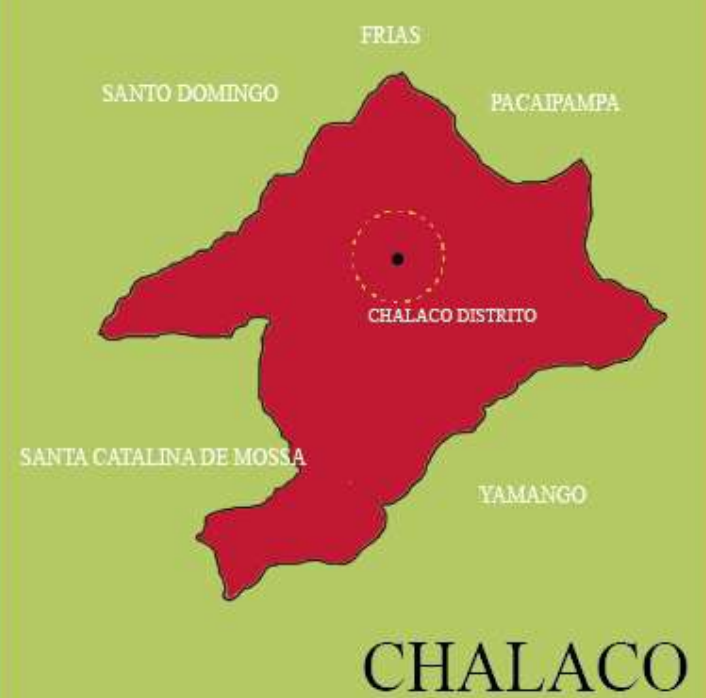 FRIAS
SANTO DOMINGO
PACAIPAMPA
CHALACO DISTRITO
SANTA CATALINA DE MOSSA
YAMANGO
CHALACO